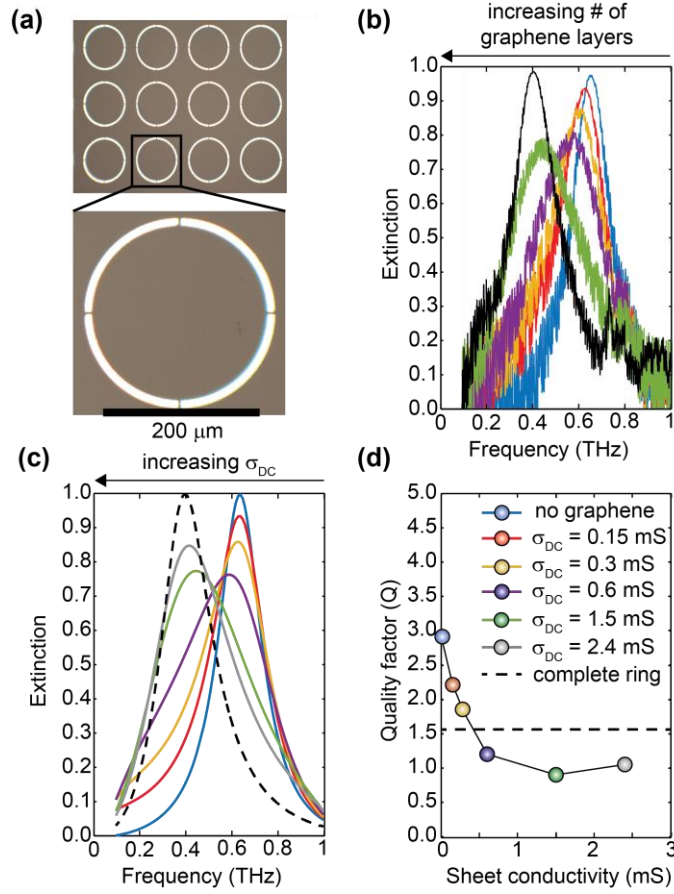 (a)
200 μm
(b)
increasing # of
graphene layers
1.0
0.9
0.8
0.7
0.6
0.5
0.4
0.3
0.2
0.1
0.0
Extinction
0 0.2 0.4 0.6 0.8 1
Frequency (THz)
(c)
increasing σDC
1.0
0.9
0.8
0.7
0.6
0.5
0.4
0.3
0.2
0.1
0.0
Extinction
0 0.2 0.4 0.6 0.8 1
Frequency (THz)
(d)
5.0
4.5
4.0
3.5
3.0
2.5
2.0
1.5
1.0
0.5
0.0
Quality factor (Q)
no graphene
σDC = 0.15 mS
σDC = 0.3 mS
σDC = 0.6 mS
σDC = 1.5 mS
σDC = 2.4 mS
complete ring
0 1 2 3
Sheet conductivity (mS)